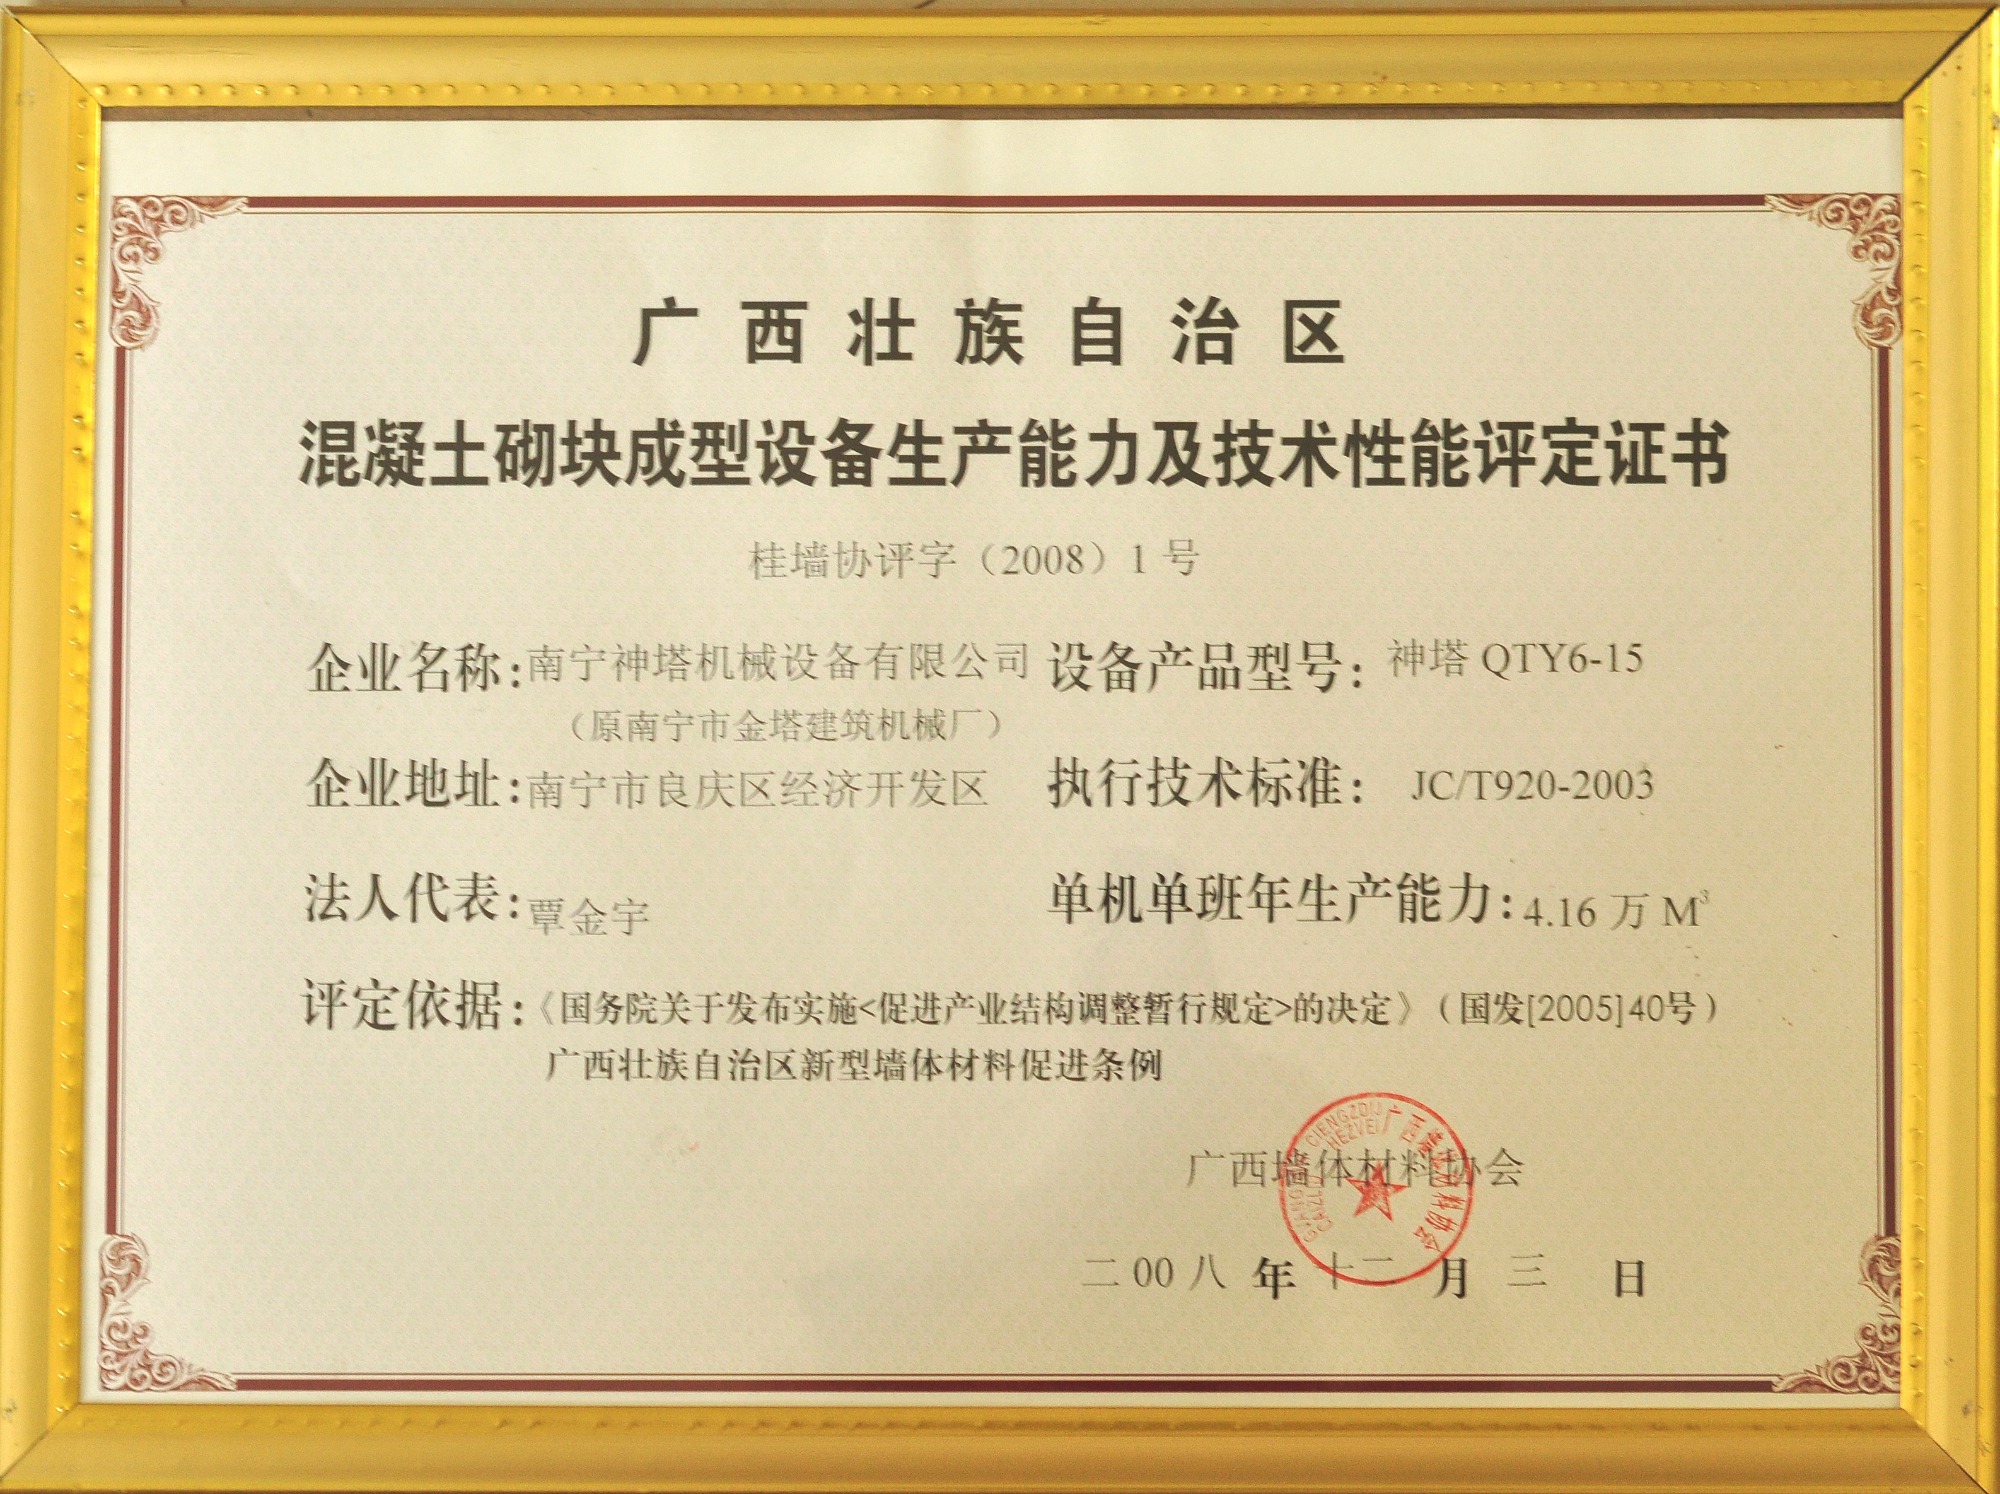 广西壮族自治区
混凝土砌块成型设备生产能力及技术性能评定证书
桂墙协评字（2008）1号
企业名称：南宁神塔机械设备有限公司 设备产品型号：神塔 QTY6-15
（原南宁市金塔建筑机械厂）
企业地址：南宁市良庆区经济开发区 执行技术标准：JC/T920-2003
法人代表：覃金宇 单机单班年生产能力：4.16 万 M³
评定依据：《国务院关于发布实施<促进产业结构调整暂行规定>的决定》（国发[2005]40号）
广西壮族自治区新型墙体材料促进条例
广西墙体材料协会
二00八 年 十二 月 三 日